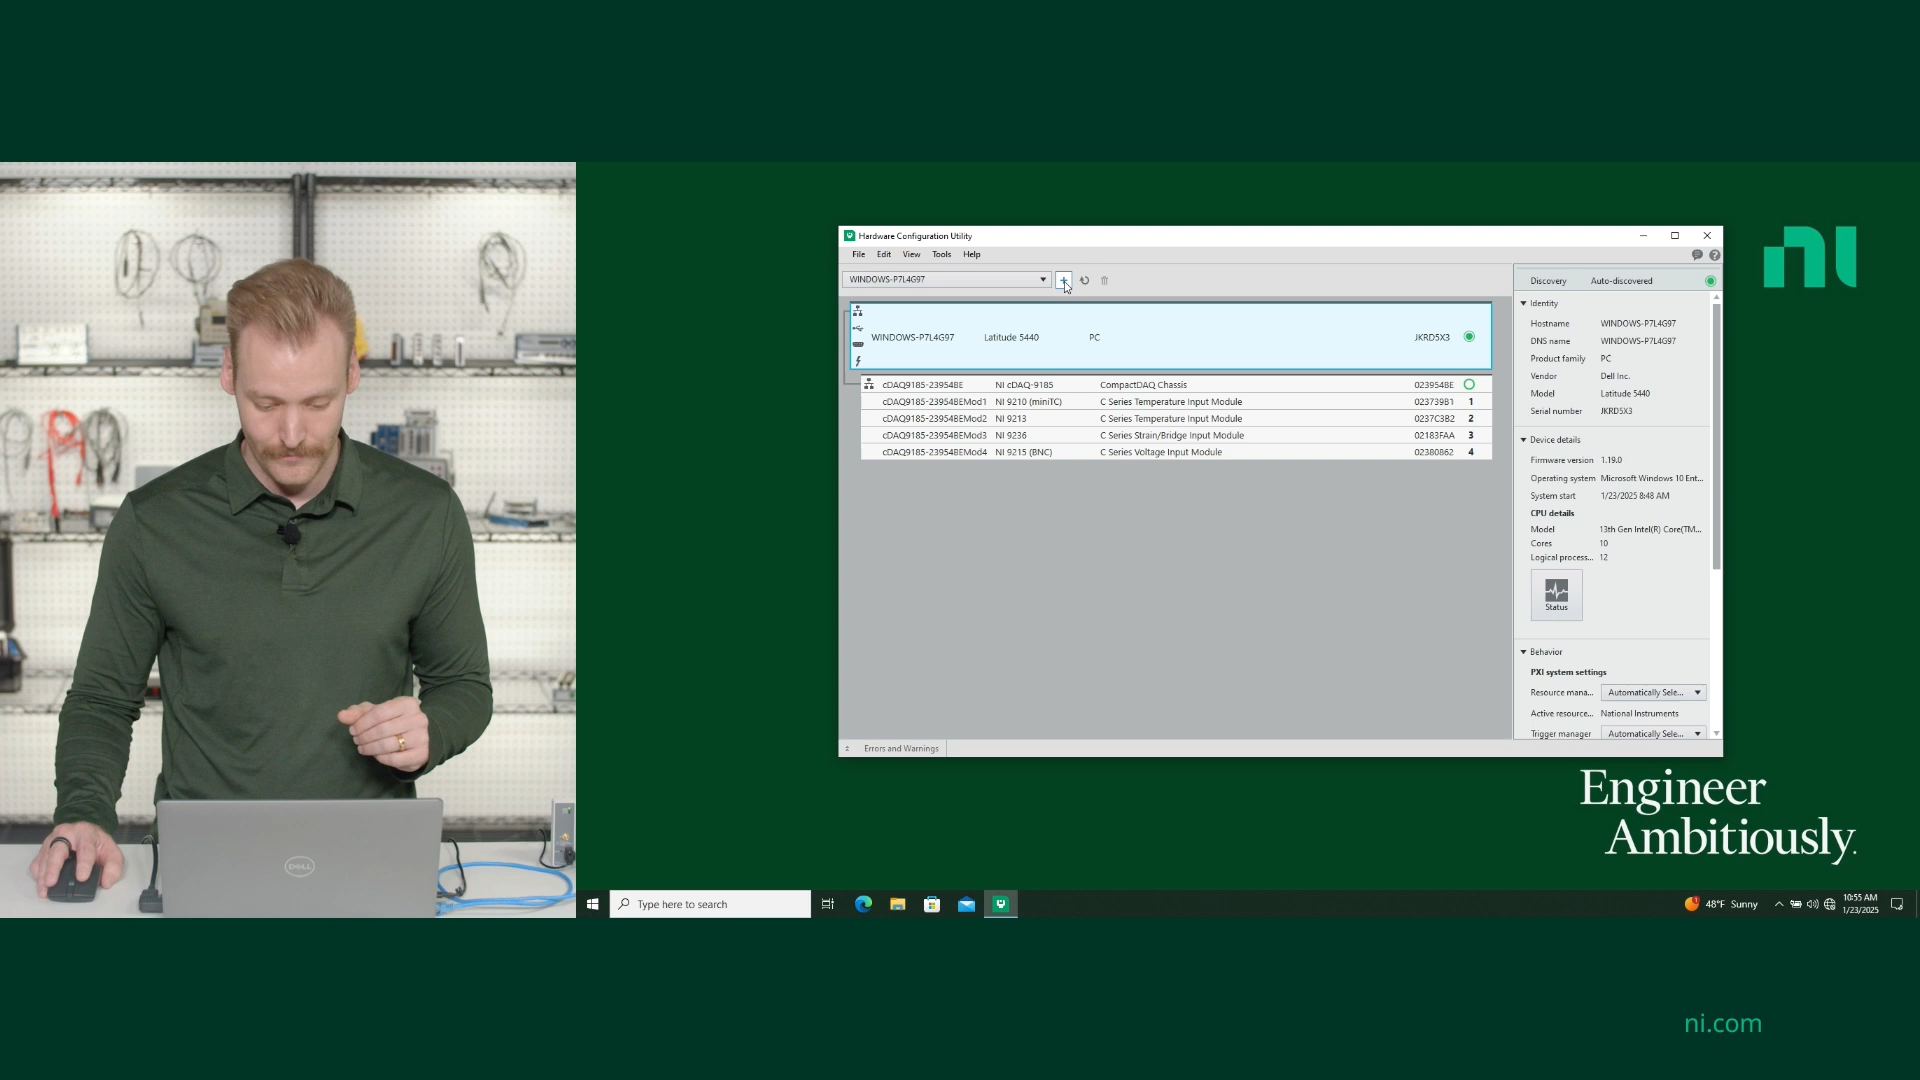 Hardware Configuration Utility
File Edit View Tools Help
WINDOWS-P7L4G97
WINDOWS-P7L4G97 Latitude 5440 PC JKRD5X3
cDAQ9185-23954BE NI cDAQ-9185 CompactDAQ Chassis 023954BE
cDAQ9185-23954BEMod1 NI 9210 (miniTC) C Series Temperature Input Module 023739B1 1
cDAQ9185-23954BEMod2 NI 9213 C Series Temperature Input Module 0237C3B2 2
cDAQ9185-23954BEMod3 NI 9236 C Series Strain/Bridge Input Module 02183FAA 3
cDAQ9185-23954BEMod4 NI 9215 (BNC) C Series Voltage Input Module 02380862 4
Errors and Warnings
Discovery Auto-discovered
Identity
Hostname WINDOWS-P7L4G97
DNS name WINDOWS-P7L4G97
Product family PC
Vendor Dell Inc.
Model Latitude 5440
Serial number JKRD5X3
Device details
Firmware version 1.19.0
Operating system Microsoft Windows 10 Ent...
System start 1/23/2025 8:48 AM
CPU details
Model 13th Gen Intel(R) Core(TM...
Cores 10
Logical process... 12
Status
Behavior
PXI system settings
Resource mana... Automatically Sele...
Active resource... National Instruments
Trigger manager Automatically Sele...
ni
Engineer
Ambitiously.
DELL
Type here to search
48°F Sunny
10:55 AM
1/23/2025
ni.com